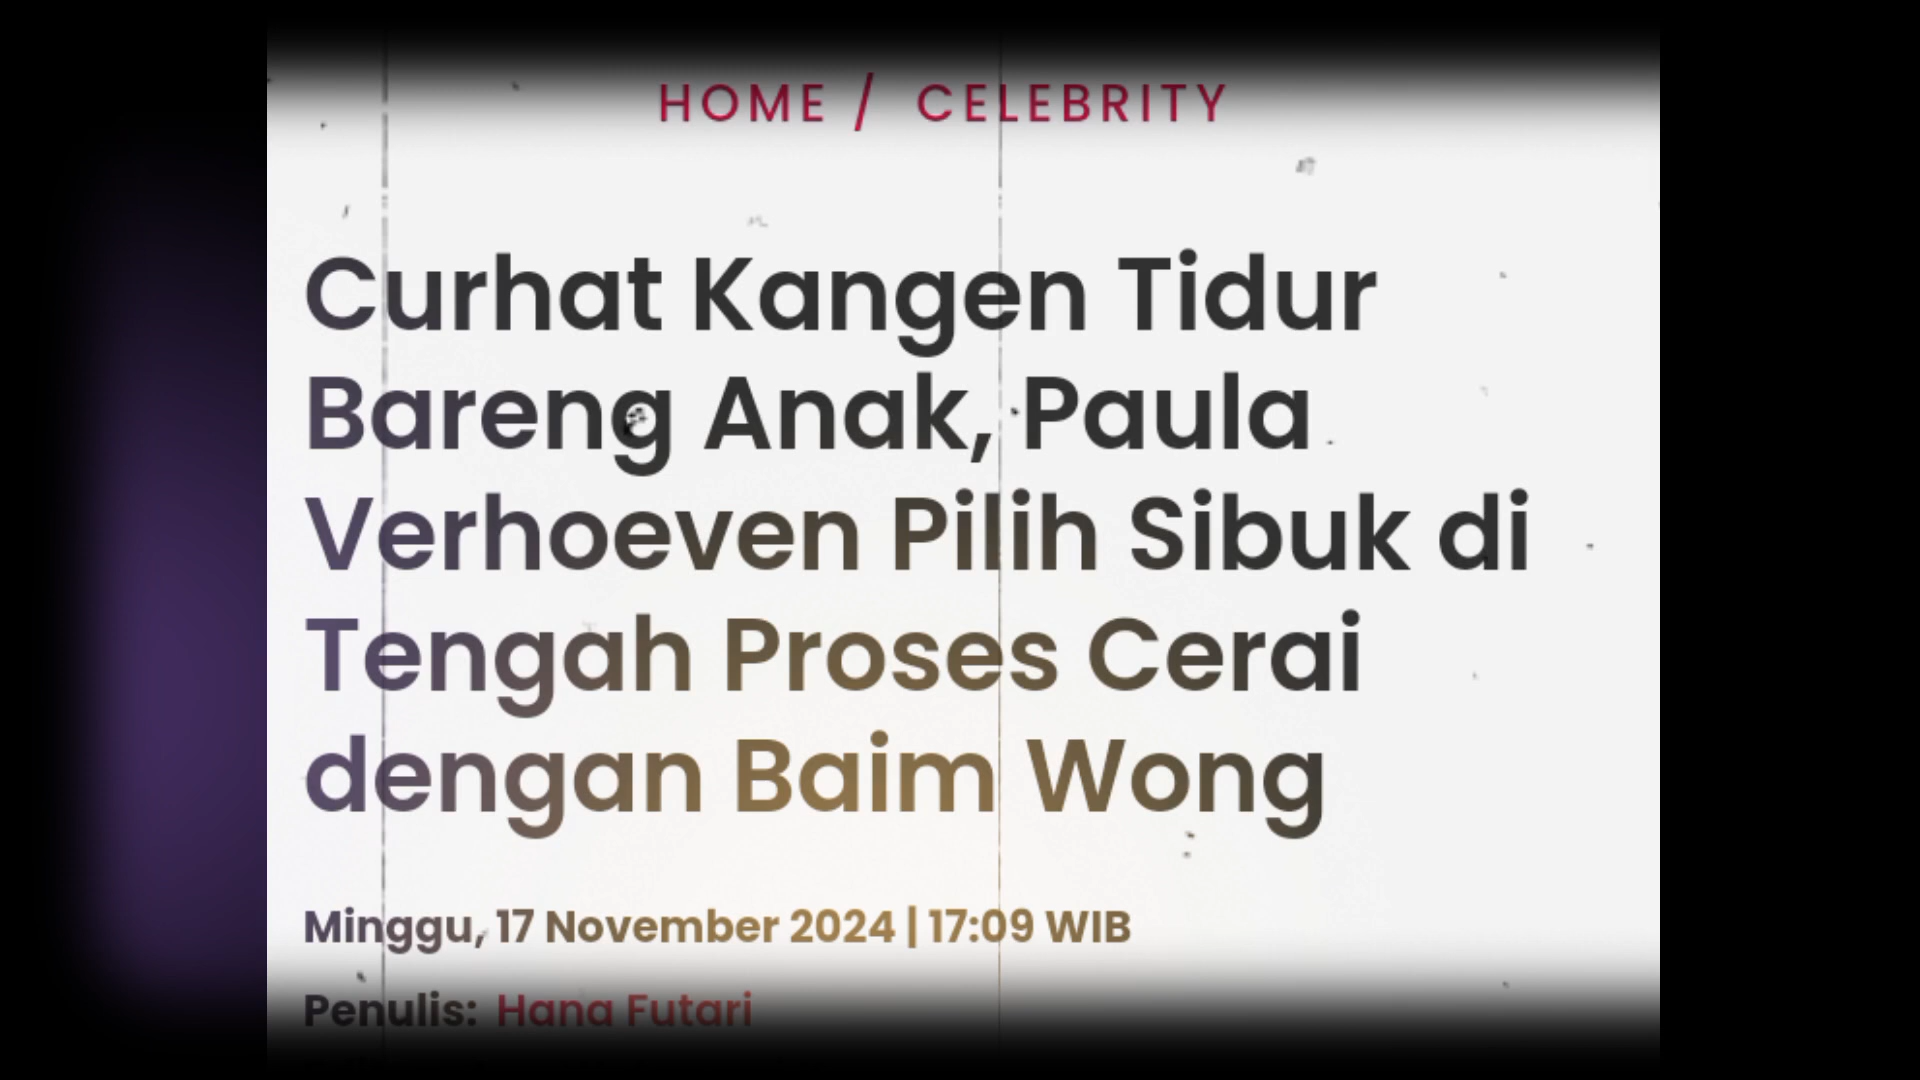 HOME / CELEBRITY
Curhat Kangen Tidur
Bareng Anak, Paula
Verhoeven Pilih Sibuk di
Tengah Proses Cerai
dengan Baim Wong
Minggu, 17 November 2024 | 17:09 WIB
Penulis: Hana Futari